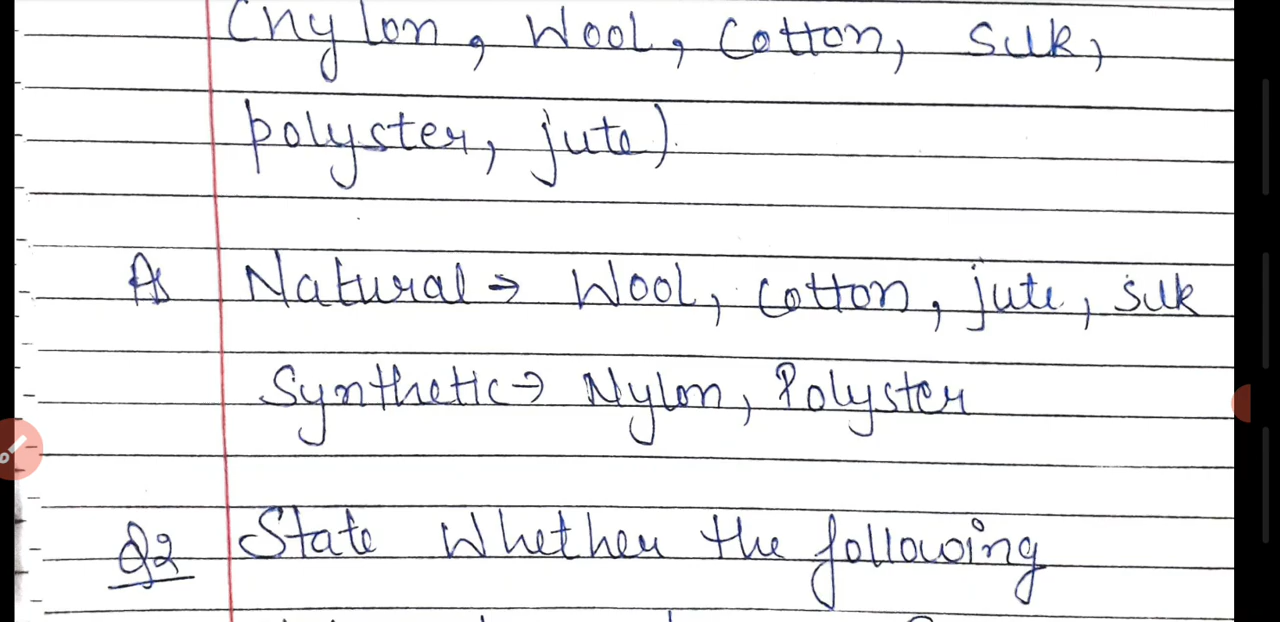 (nylon, Wool, Cotton, silk,
polyster, jute).
As Natural → Wool, cotton, jute, silk
Synthetic → Nylon, Polyster
Q2 State Whether the following